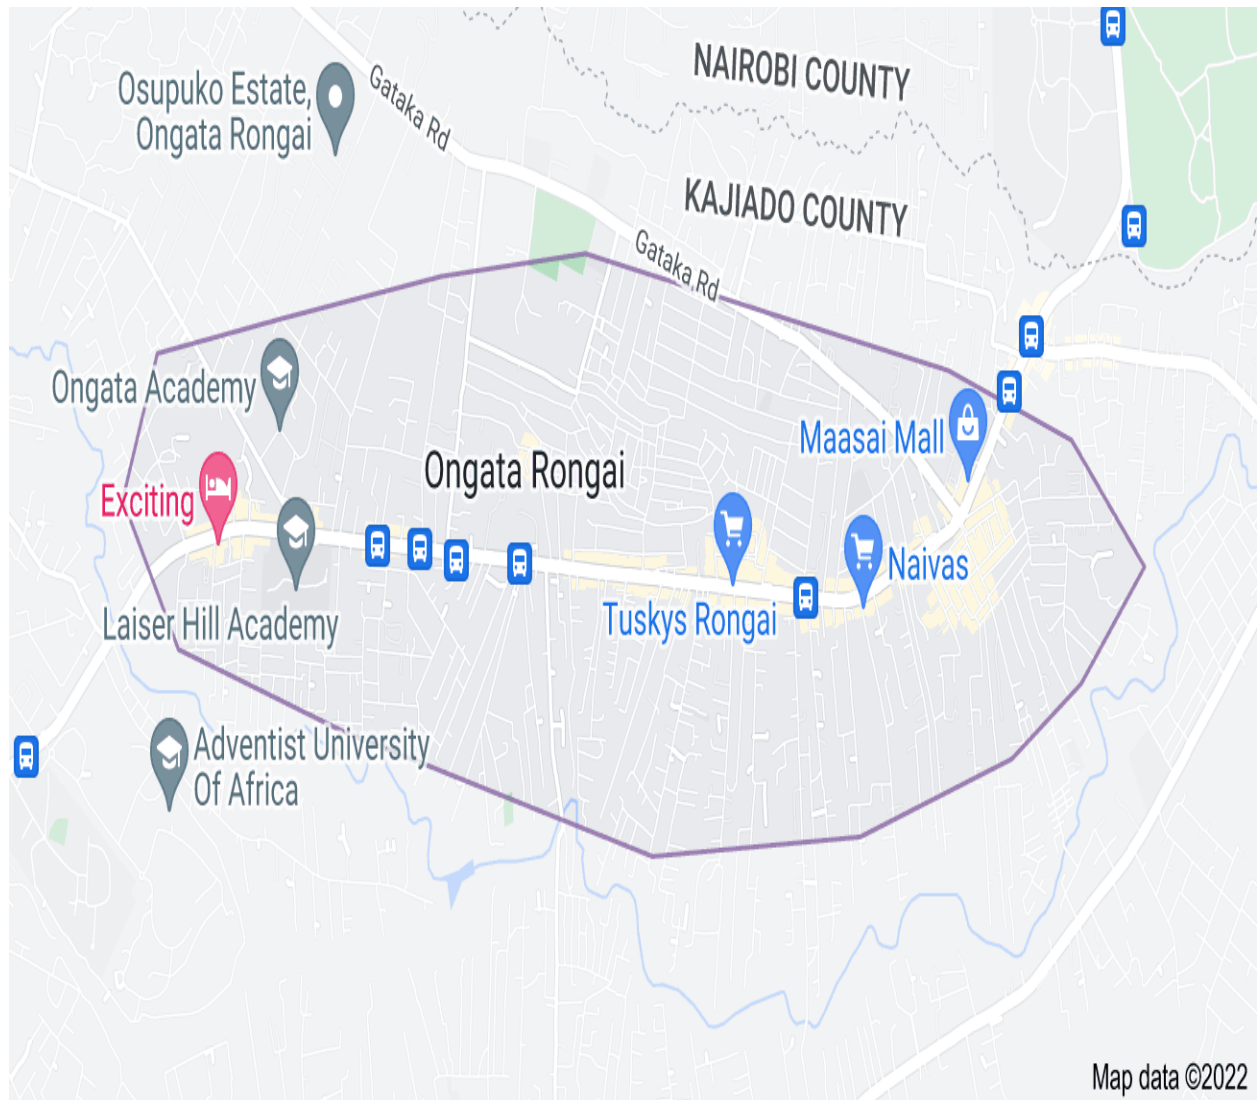 NAIROBI COUNTY
Osupuko Estate,
Ongata Rongai
Gataka Rd
KAJIADO COUNTY
Gataka Rd
Ongata Academy
Maasai Mall
Ongata Rongai
Exciting
Naivas
Laiser Hill Academy
Tuskys Rongai
Adventist University
Of Africa
Map data ©2022